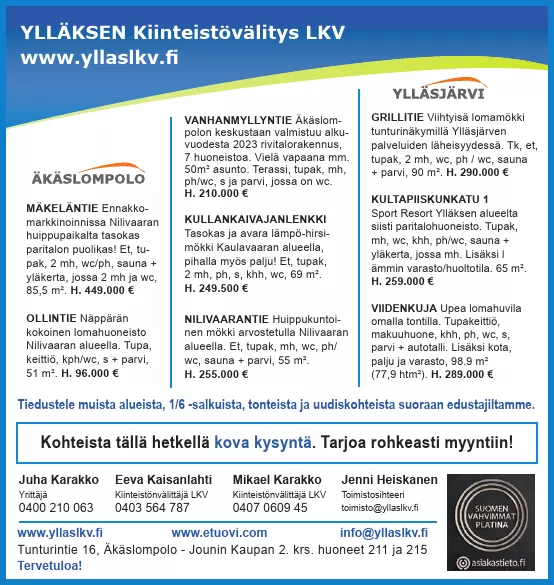 YLLÄKSEN Kiinteistövälitys LKV
www.yllaslkv.fi
ÄKÄSLOMPOLO
MÄKELÄNTIE Ennakko-
markkinoinnissa Nilivaaran
huippupaikalta tasokas
paritalon puolikas! Et, tu-
pak, 2 mh, wc/ph, sauna +
yläkerta, jossa 2 mh ja wc,
85,5 m². H. 449.000 €
OLLINTIE Näppärän
kokoinen lomahuoneisto
Nilivaaran alueella. Tupa,
keittiö, kph/wc, s + parvi,
51 m². H. 96.000 €
VANHANMYLLYNTIE Äkäslom-
polon keskustaan valmistuu alku-
vuodesta 2023 rivitalorakennus,
7 huoneistoa. Vielä vapaana mm.
50m² asunto. Terassi, tupak, mh,
ph/wc, s ja parvi, jossa on wc.
H. 210.000 €
KULLANKAIVAJANLENKKI
Tasokas ja avara lämpö-hirsi-
mökki Kaulavaaran alueella,
pihalla myös palju! Et, tupak,
2 mh, ph, s, khh, wc, 69 m².
H. 249.500 €
NILIVAARANTIE Huippukuntoi-
nen mökki arvostetulla Nilivaaran
alueella. Et, tupak, mh, wc, ph/
wc, sauna + parvi, 55 m².
H. 255.000 €
YLLÄSJÄRVI
GRILLITIE Viihtyisä lomamökki
tunturinäkymillä Ylläsjärven
palveluiden läheisyydessä. Tk, et,
tupak, 2 mh, wc, ph / wc, sauna
+ parvi, 90 m². H. 290.000 €
KULTAPIISKUNKATU 1
Sport Resort Ylläksen alueelta
siisti paritalohuoneisto. Tupak,
mh, wc, khh, ph/wc, sauna +
yläkerta, jossa mh. Lisäksi l
ämmin varasto/huoltotila. 65 m².
H. 259.000 €
VIIDENKUJA Upea lomahuvila
omalla tontilla. Tupakeittiö,
makuuhone, khh, ph, wc, s,
parvi + autotalli. Lisäksi kota,
palju ja varasto, 98.9 m²
(77,9 htm²). H. 289.000 €
Tiedustele muista alueista, 1/6 -salkuista, tonteista ja uudiskohteista suoraan edustajiltamme.
Kohteista tällä hetkellä kova kysyntä. Tarjoa rohkeasti myyntiin!
Juha Karakko
Yrittäjä
0400 210 063
Eeva Kaisanlahti
Kiinteistönvälittäjä LKV
0403 564 787
Mikael Karakko
Kiinteistönvälittäjä LKV
0407 0609 45
Jenni Heiskanen
Toimistosihteeri
toimisto@yllaslkv.fi
www.yllaslkv.fi www.etuovi.com info@yllaslkv.fi
Tunturintie 16, Äkäslompolo - Jounin Kaupan 2. krs. huoneet 211 ja 215
Tervetuloa!
SUOMEN
VAHVIMMAT
PLATINA
asiakastieto.fi